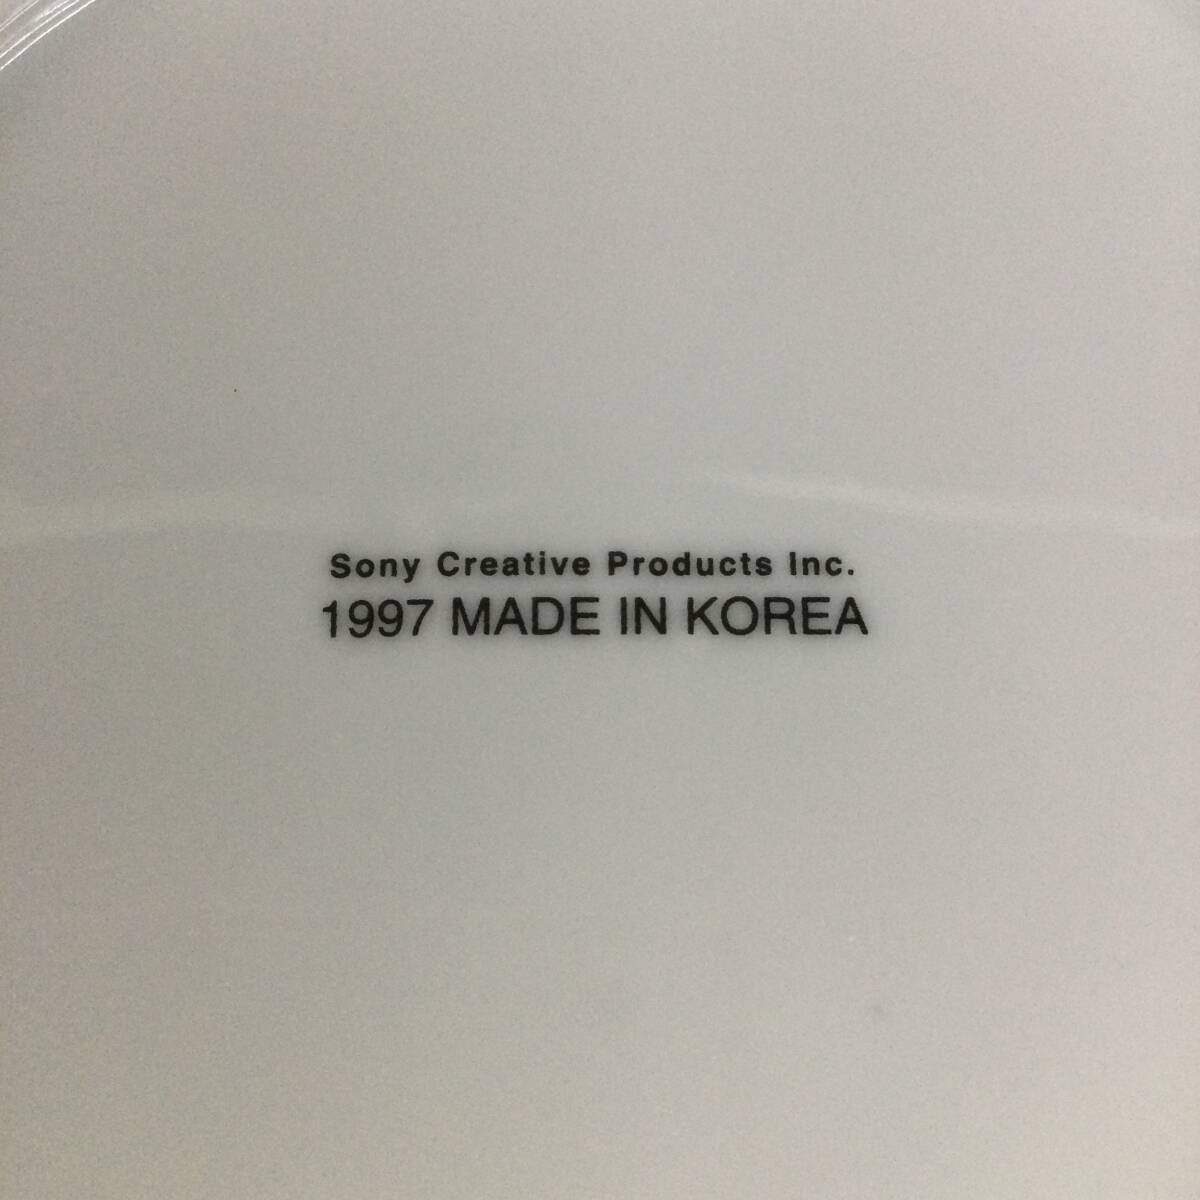 Sony Creative Products Inc.
1997 MADE IN KOREA